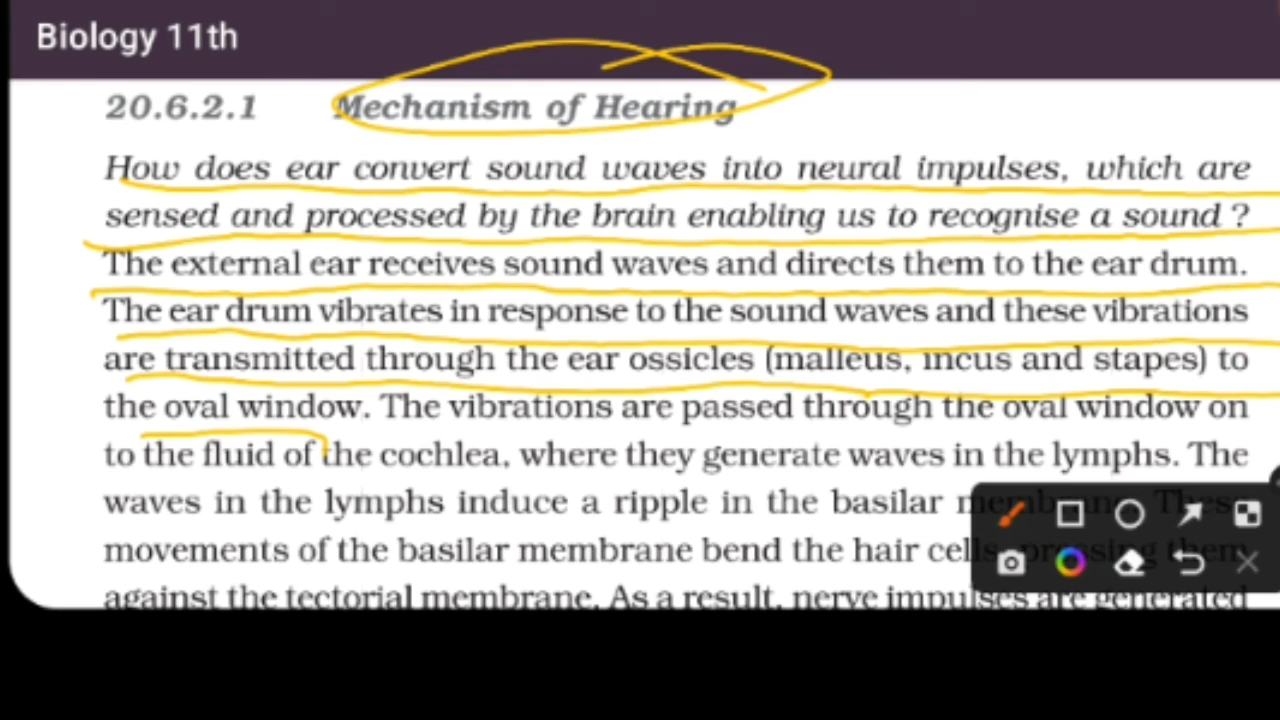 Biology 11th
20.6.2.1 Mechanism of Hearing
How does ear convert sound waves into neural impulses, which are
sensed and processed by the brain enabling us to recognise a sound ?
The external ear receives sound waves and directs them to the ear drum.
The ear drum vibrates in response to the sound waves and these vibrations
are transmitted through the ear ossicles (malleus, incus and stapes) to
the oval window. The vibrations are passed through the oval window on
to the fluid of the cochlea, where they generate waves in the lymphs. The
waves in the lymphs induce a ripple in the basilar membrane. These
movements of the basilar membrane bend the hair cells, pressing them
against the tectorial membrane. As a result, nerve impulses are generated